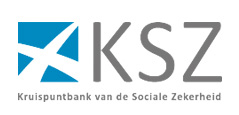 KSZ
Kruispuntbank van de Sociale Zekerheid